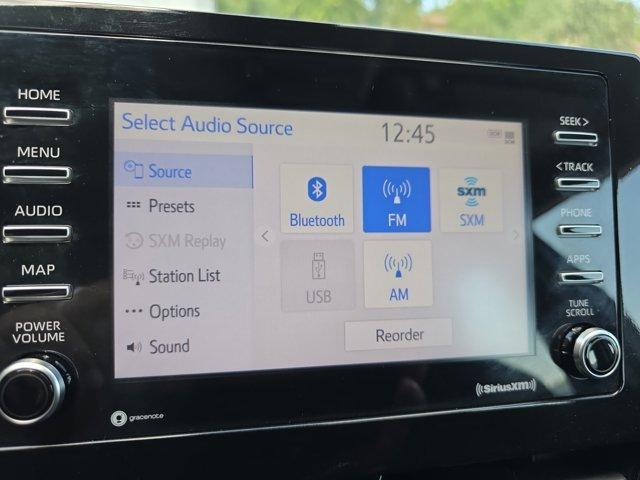 HOME
MENU
AUDIO
MAP
POWER
VOLUME
Select Audio Source
12:45
DCM
Source
Presets
SXM Replay
Station List
Options
Sound
Bluetooth
FM
sxm
SXM
USB
AM
Reorder
SEEK >
< TRACK
PHONE
APPS
TUNE
SCROLL
gracenote
((SiriusXM))